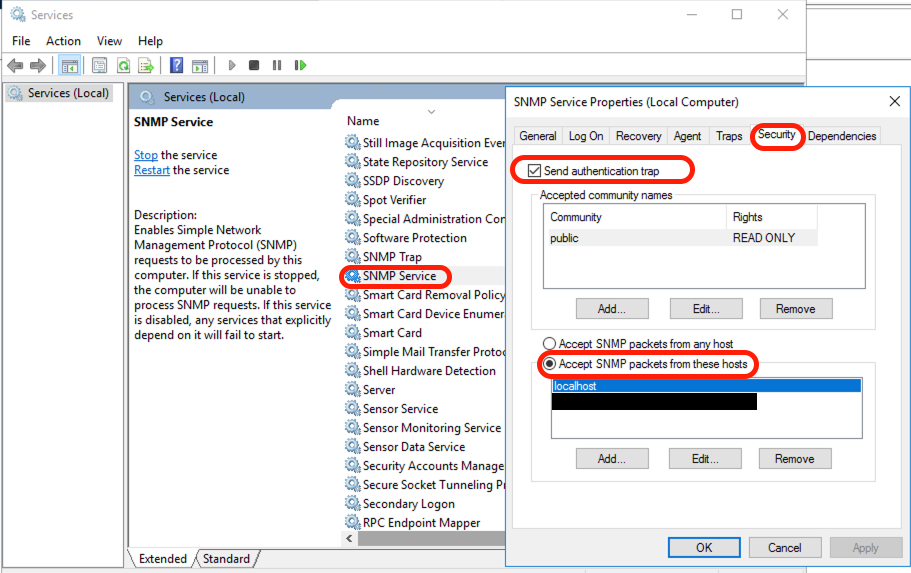 Services
File Action View Help
Services (Local)
Services (Local)
SNMP Service
Stop the service
Restart the service
Description:
Enables Simple Network
Management Protocol (SNMP)
requests to be processed by this
computer. If this service is stopped,
the computer will be unable to
process SNMP requests. If this service
is disabled, any services that explicitly
depend on it will fail to start.
Name
Still Image Acquisition Ever
State Repository Service
SSDP Discovery
Spot Verifier
Special Administration Con
Software Protection
SNMP Trap
SNMP Service
Smart Card Removal Policy
Smart Card Device Enumera
Smart Card
Simple Mail Transfer Protoc
Shell Hardware Detection
Server
Sensor Service
Sensor Monitoring Service
Sensor Data Service
Security Accounts Manage
Secure Socket Tunneling Pr
Secondary Logon
RPC Endpoint Mapper
Extended Standard
SNMP Service Properties (Local Computer)
General Log On Recovery Agent Traps Security Dependencies
Send authentication trap
Accepted community names
Community Rights
public READ ONLY
Add... Edit... Remove
Accept SNMP packets from any host
Accept SNMP packets from these hosts
localhost
Add... Edit... Remove
OK Cancel Apply